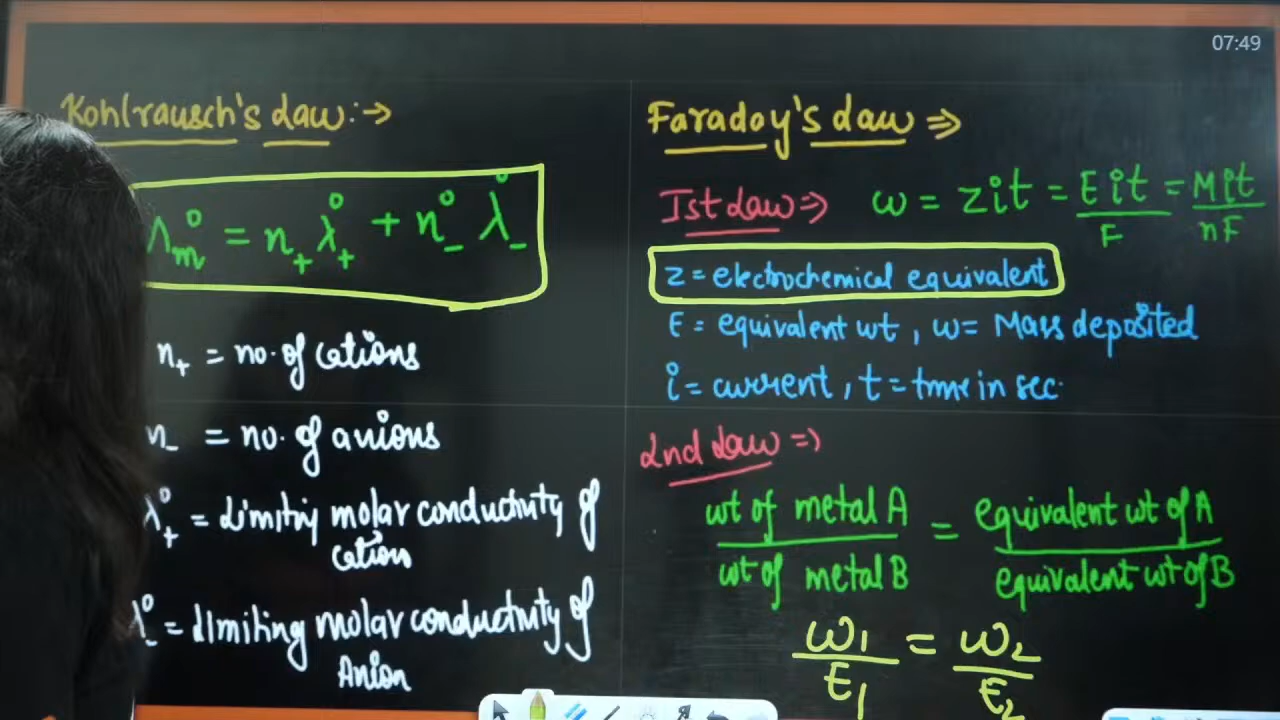 07:49
Kohlrausch's Law:→
Λm° = n₊ λ₊° + n₋° λ₋°
n₊ = no. of cations
n₋ = no. of anions
λ₊° = Limitiy molar conductivity of
cation
λ₋° = Limiting molar conductivity of
Anion
Faraday's Law ⇒
Ist Law ⇒ w = zit = Eit/F = Mit/nF
z = electrochemical equivalent
E = equivalent wt, w = Mass deposited
i = current, t = time in sec.
2nd Law ⇒
wt of metal A / wt of metal B = equivalent wt of A / equivalent wt of B
w₁/E₁ = w₂/E₂